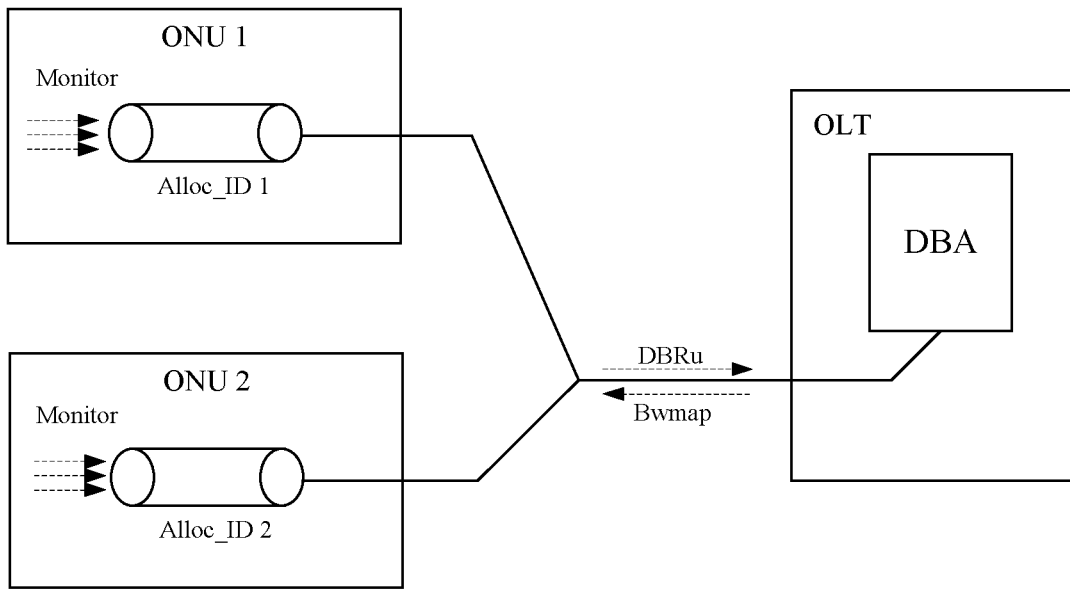 ONU 1
Monitor
Alloc_ID 1
OLT
DBA
DBRu
Bwmap
ONU 2
Monitor
Alloc_ID 2